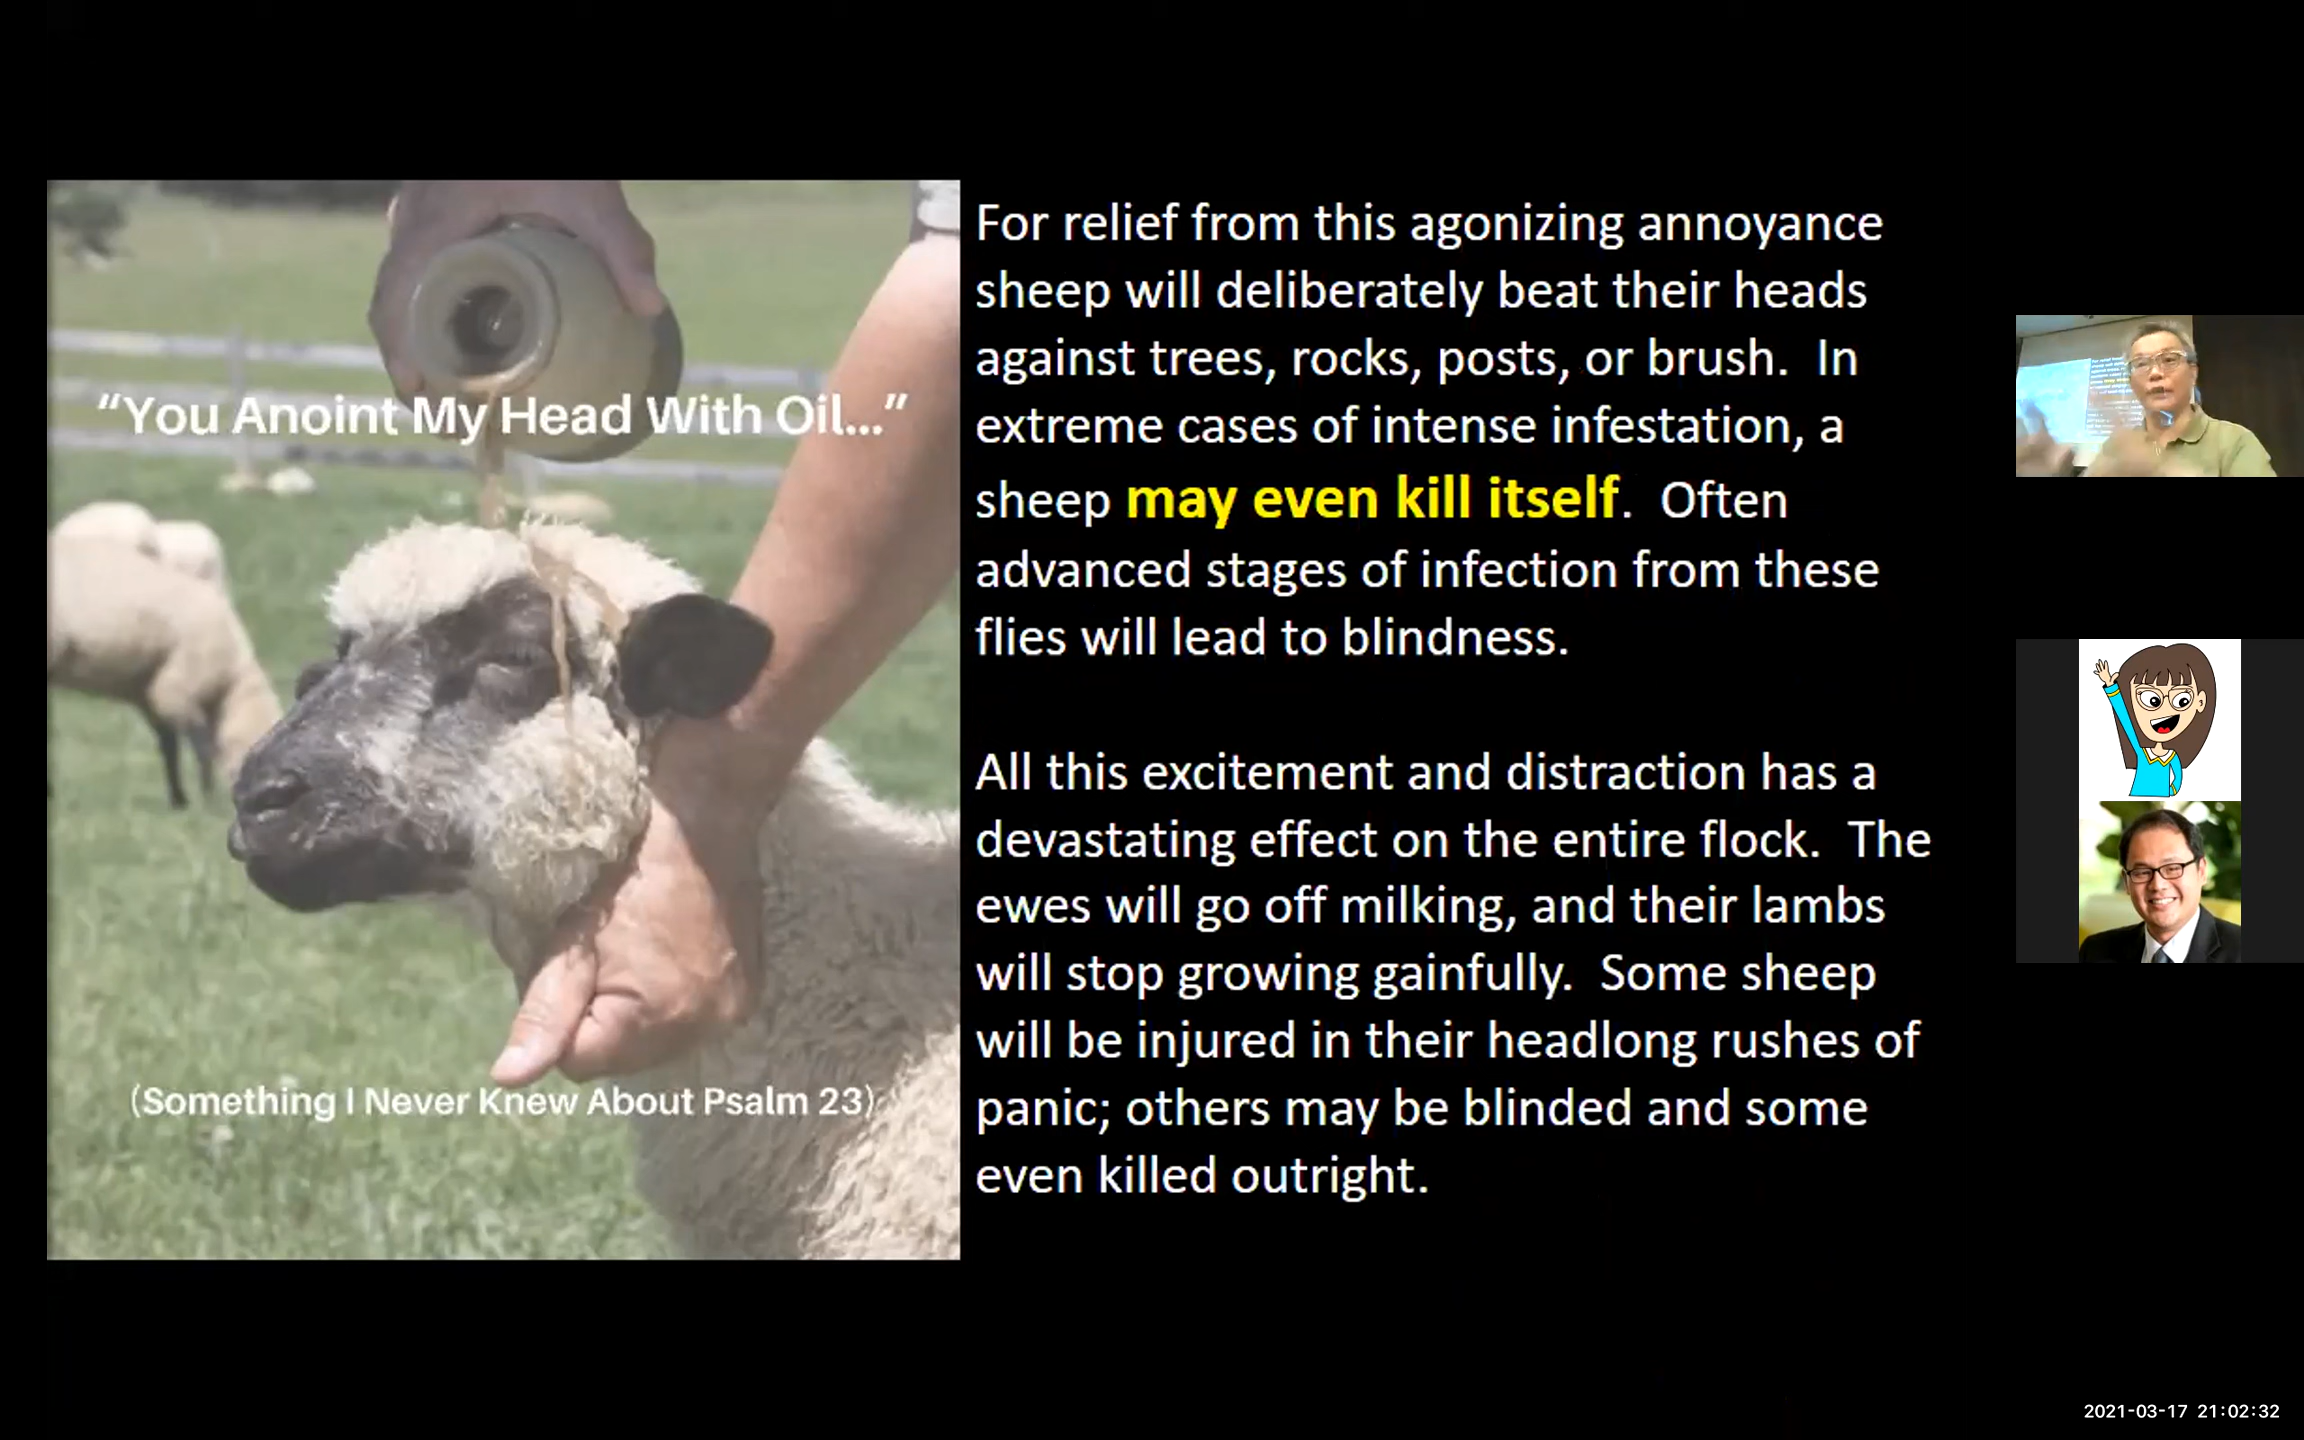 “You Anoint My Head With Oil...”
(Something I Never Knew About Psalm 23)
For relief from this agonizing annoyance
sheep will deliberately beat their heads
against trees, rocks, posts, or brush.  In
extreme cases of intense infestation, a
sheep may even kill itself.  Often
advanced stages of infection from these
flies will lead to blindness.
All this excitement and distraction has a
devastating effect on the entire flock.  The
ewes will go off milking, and their lambs
will stop growing gainfully.  Some sheep
will be injured in their headlong rushes of
panic; others may be blinded and some
even killed outright.
2021-03-17 21:02:32